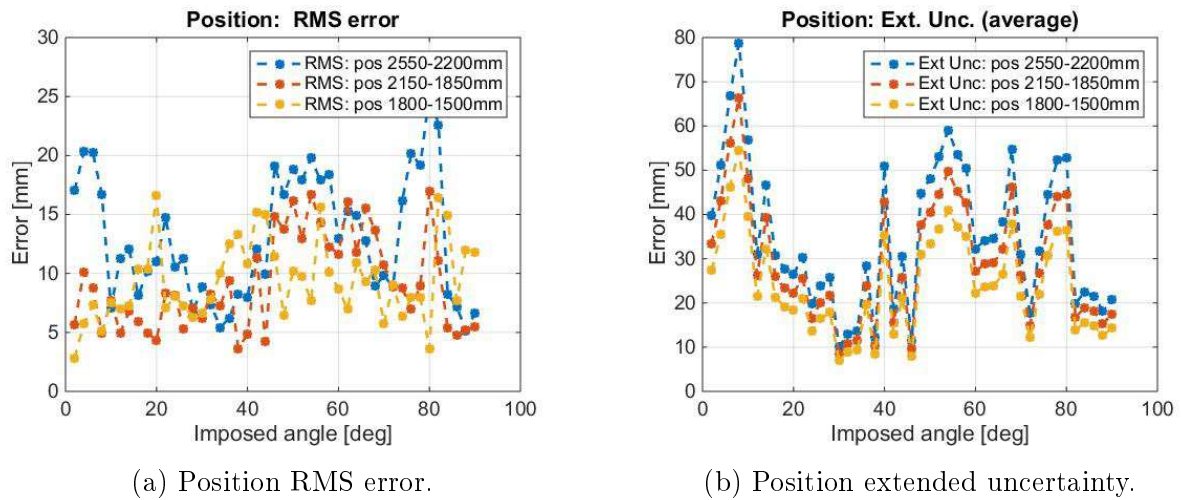 Position:  RMS error
30
25
20
15
10
5
0
Error [mm]
RMS: pos 2550-2200mm
RMS: pos 2150-1850mm
RMS: pos 1800-1500mm
0 20 40 60 80 100
Imposed angle [deg]
(a) Position RMS error.
Position: Ext. Unc. (average)
80
70
60
50
40
30
20
10
0
Error [mm]
Ext Unc: pos 2550-2200mm
Ext Unc: pos 2150-1850mm
Ext Unc: pos 1800-1500mm
0 20 40 60 80 100
Imposed angle [deg]
(b) Position extended uncertainty.